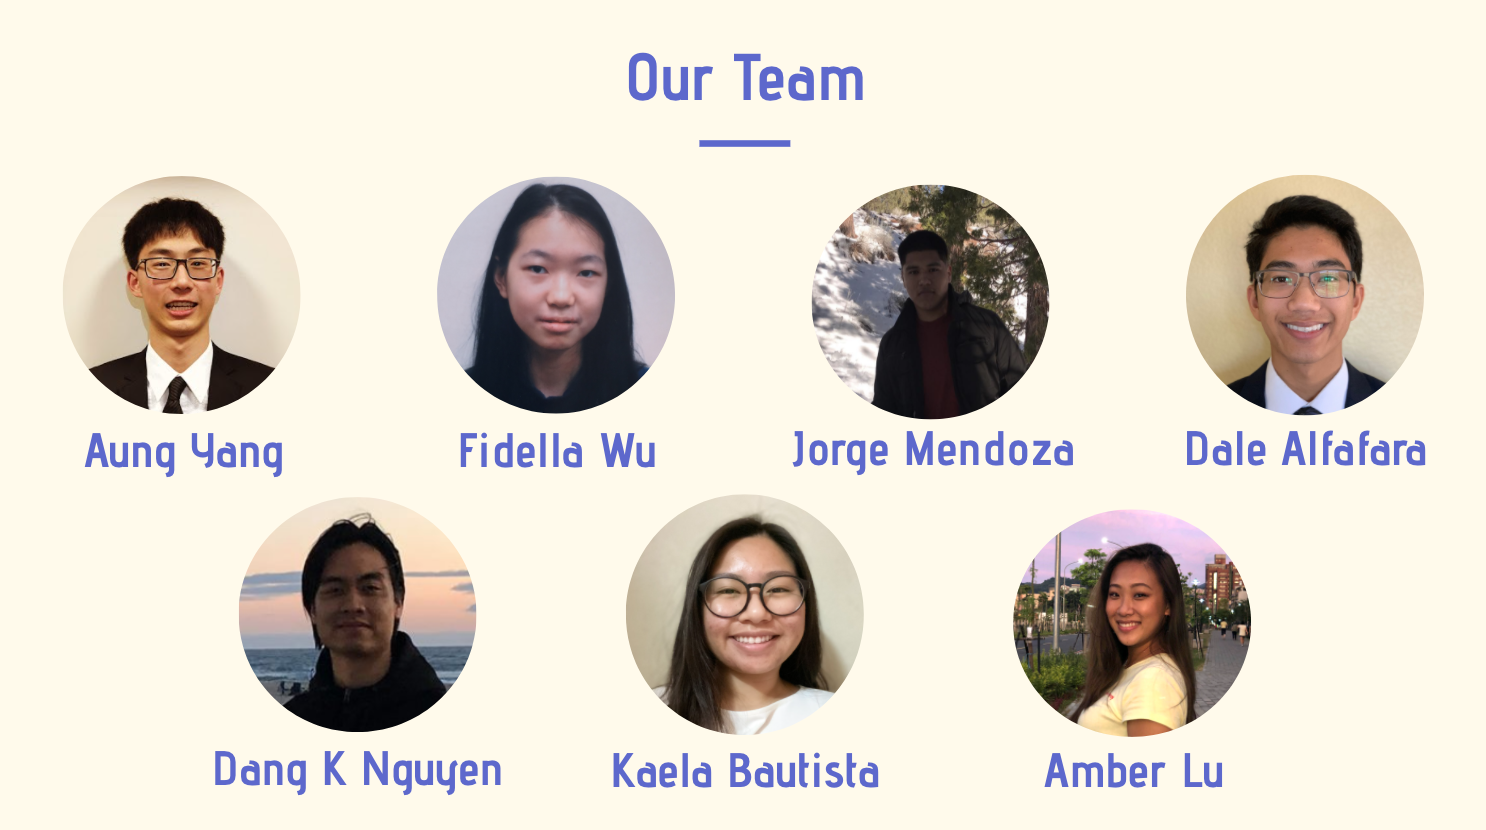 Our Team
Aung Yang
Fidella Wu
Jorge Mendoza
Dale Alfafara
Dang K Nguyen
Kaela Bautista
Amber Lu